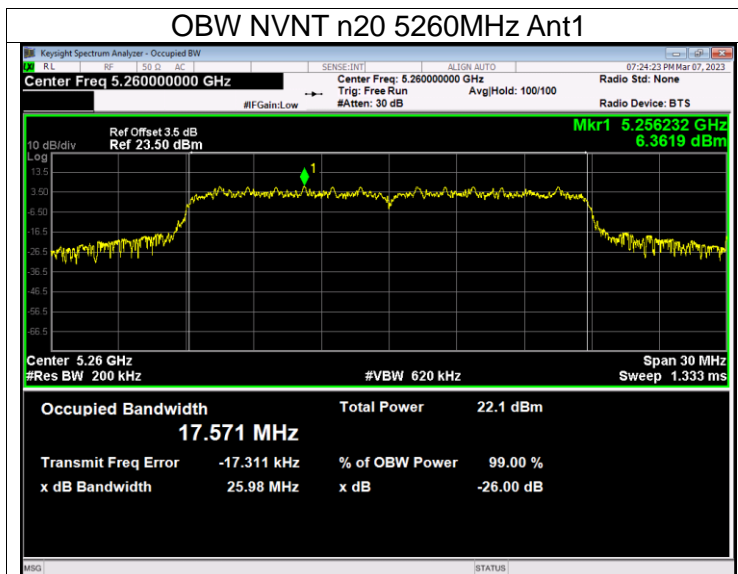 OBW NVNT n20 5260MHz Ant1
Keysight Spectrum Analyzer - Occupied BW
RL RF 50 Ω AC SENSE:INT ALIGN AUTO 07:24:23 PM Mar 07, 2023
Center Freq 5.260000000 GHz Center Freq: 5.260000000 GHz Radio Std: None
Trig: Free Run Avg|Hold: 100/100
#IFGain:Low #Atten: 30 dB Radio Device: BTS
Ref Offset 3.5 dB Mkr1 5.256232 GHz
10 dB/div Ref 23.50 dBm 6.3619 dBm
Log
13.5
1
3.50
-6.50
-16.5
-26.5
-36.5
-46.5
-56.5
-66.5
Center 5.26 GHz Span 30 MHz
#Res BW 200 kHz #VBW 620 kHz Sweep 1.333 ms
Occupied Bandwidth Total Power 22.1 dBm
17.571 MHz
Transmit Freq Error -17.311 kHz % of OBW Power 99.00 %
x dB Bandwidth 25.98 MHz x dB -26.00 dB
MSG STATUS